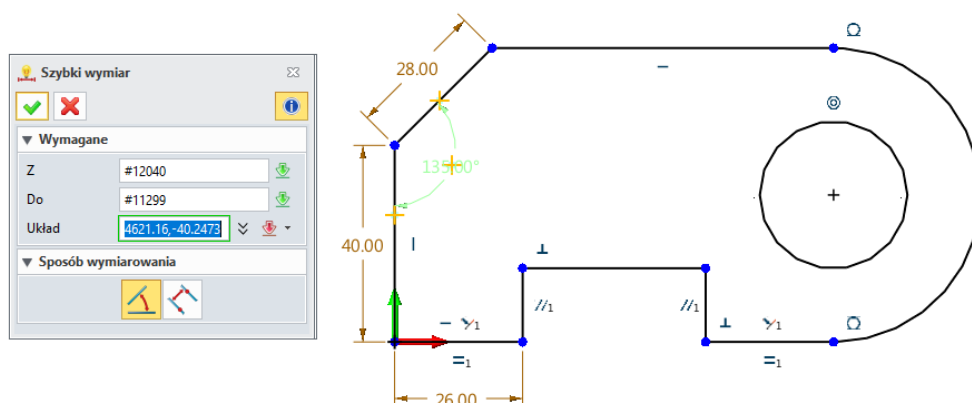 Szybki wymiar
Wymagane
Z #12040
Do #11299
Układ 4621.16,-40.2473
Sposób wymiarowania
28.00
135.00°
40.00
26.00